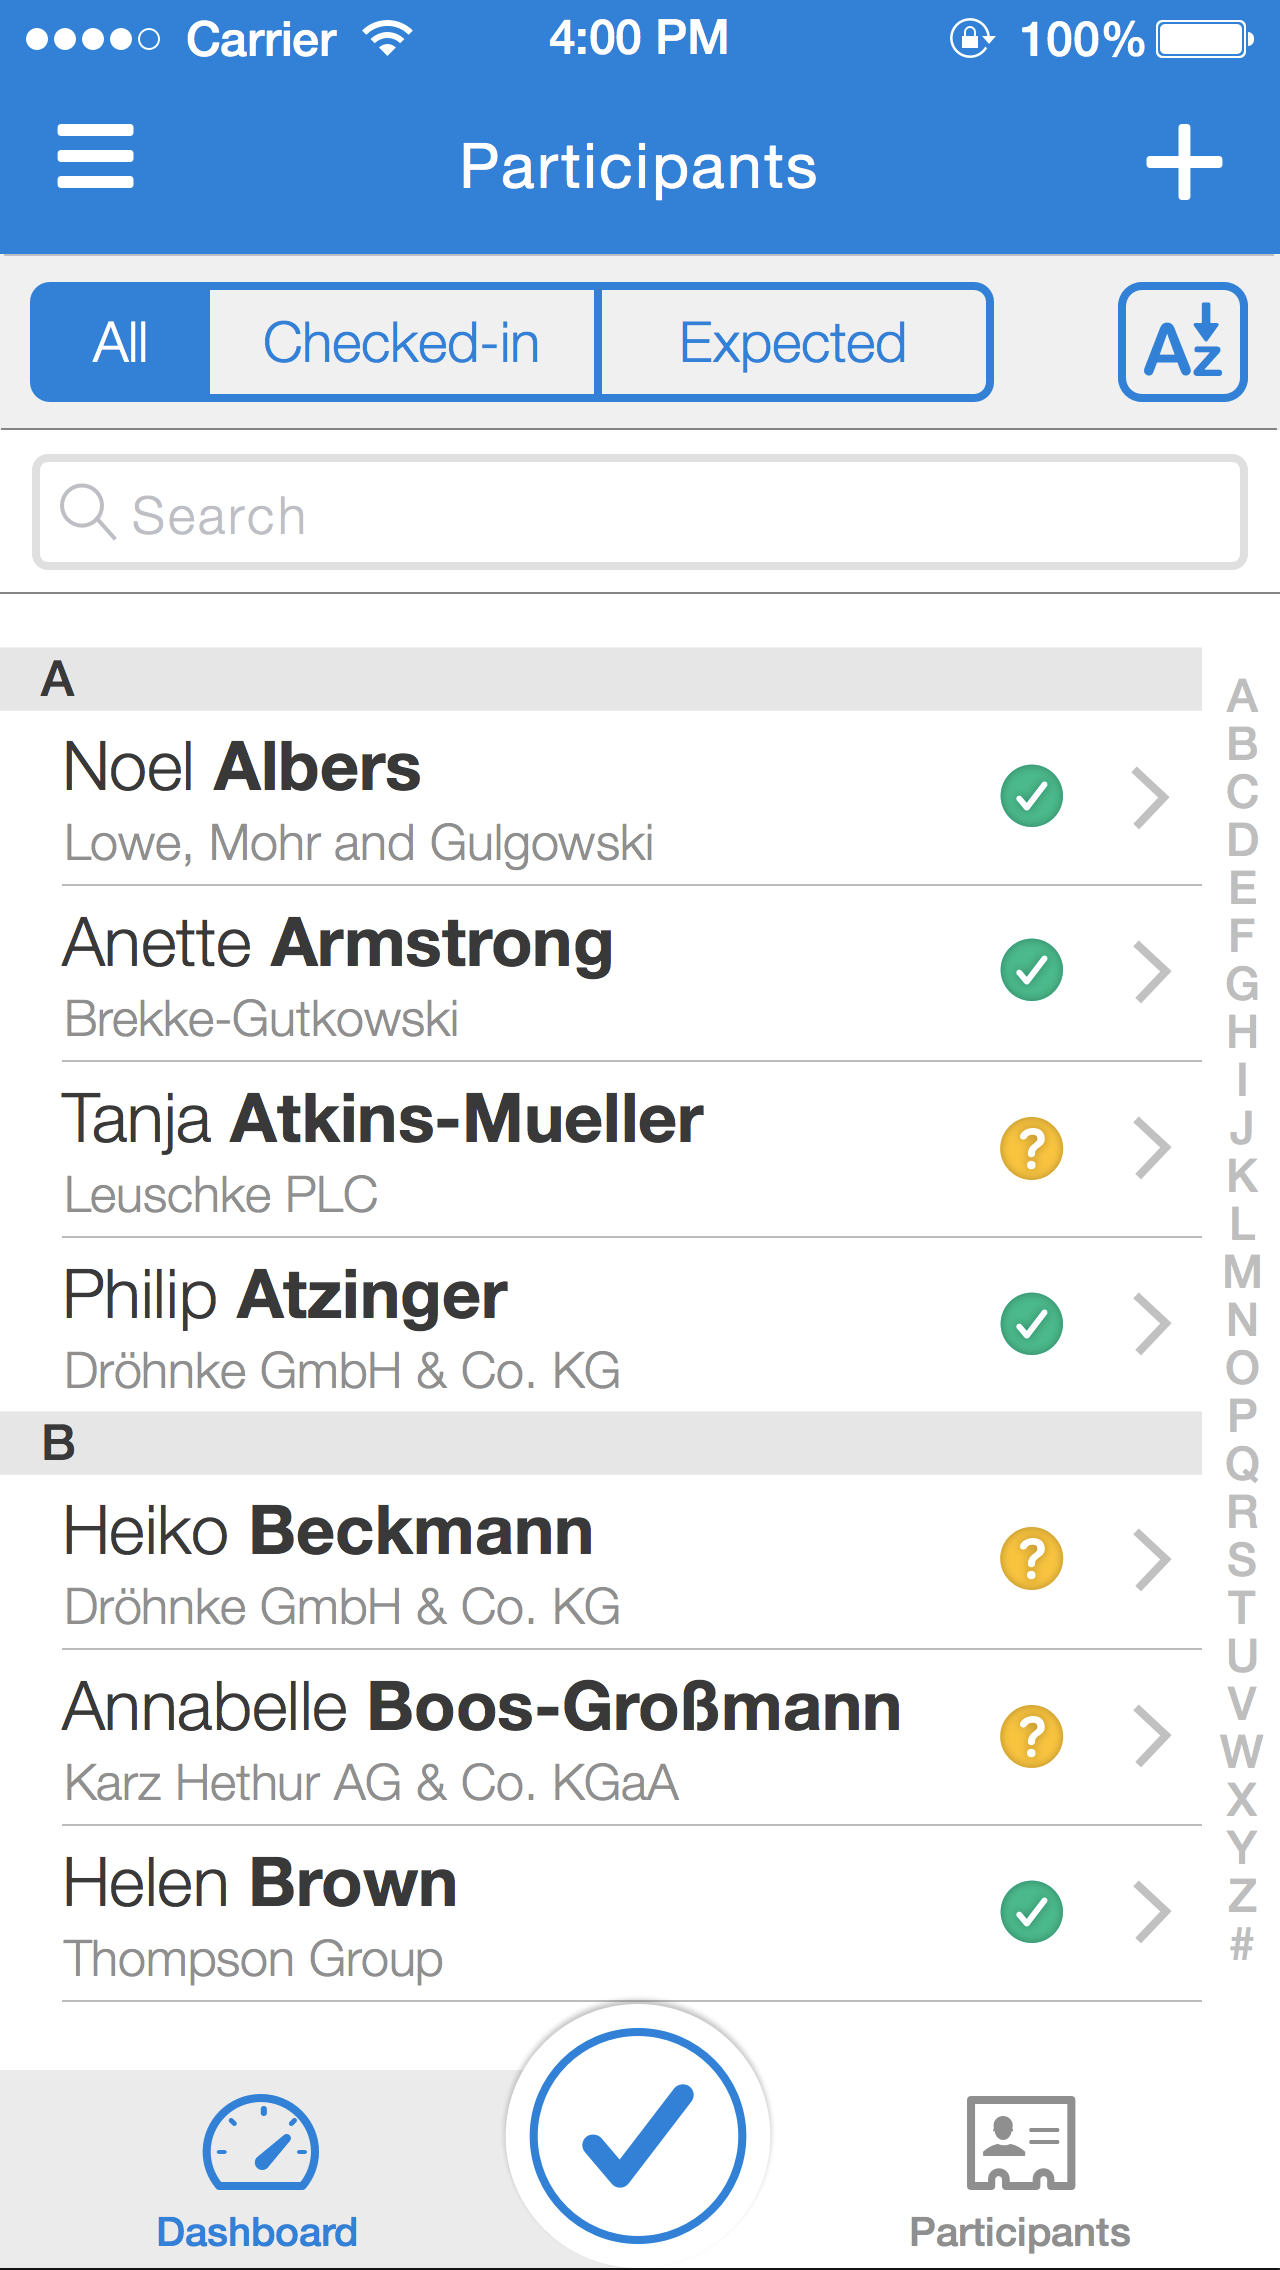 Carrier 4:00 PM 100%
Participants
All Checked-in Expected AZ
Search
A
Noel Albers
Lowe, Mohr and Gulgowski
Anette Armstrong
Brekke-Gutkowski
Tanja Atkins-Mueller
?
Leuschke PLC
Philip Atzinger
Dröhnke GmbH & Co. KG
B
Heiko Beckmann
?
Dröhnke GmbH & Co. KG
Annabelle Boos-Großmann
?
Karz Hethur AG & Co. KGaA
Helen Brown
Thompson Group
A
B
C
D
E
F
G
H
I
J
K
L
M
N
O
P
Q
R
S
T
U
V
W
X
Y
Z
#
Dashboard Participants